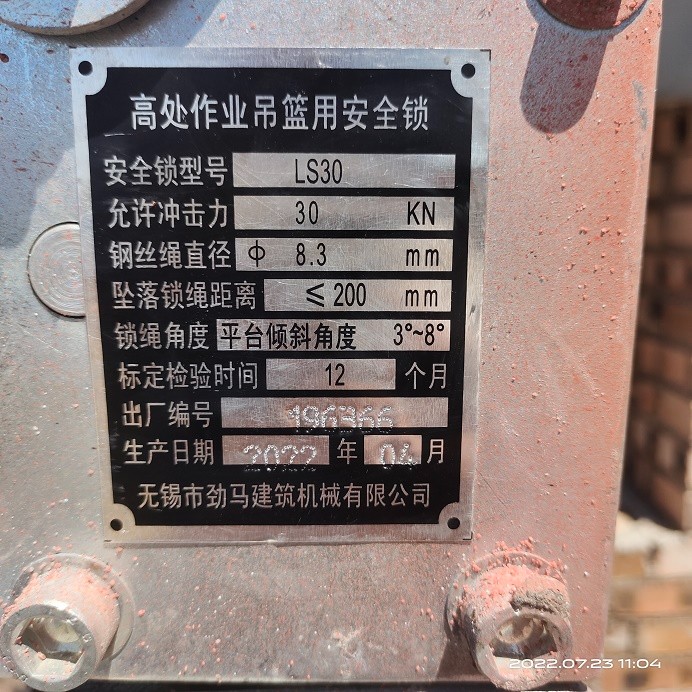 高处作业吊篮用安全锁
安全锁型号 LS30
允许冲击力 30 KN
钢丝绳直径 Φ 8.3 mm
坠落锁绳距离 ≤200 mm
锁绳角度 平台倾斜角度 3°~8°
标定检验时间 12 个月
出厂编号 196366
生产日期 2022 年 04 月
无锡市劲马建筑机械有限公司
2022.07.23 11:04